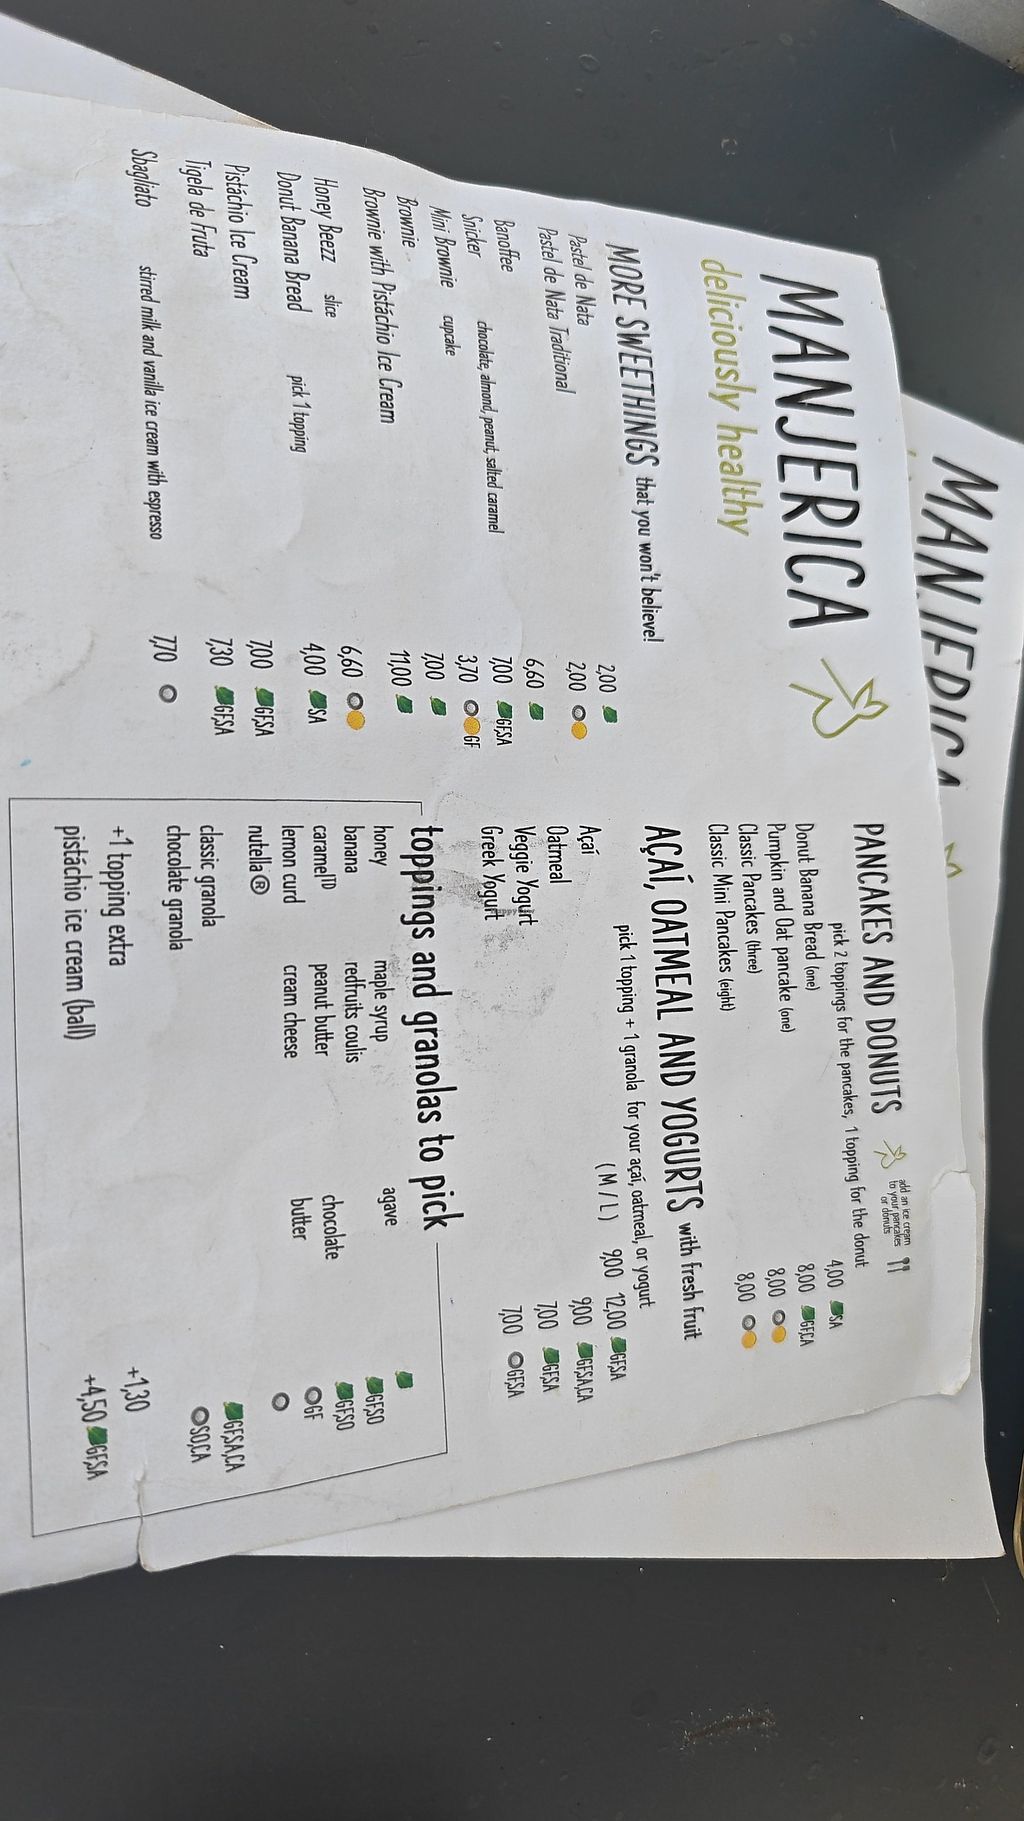 MANJERICA
deliciously healthy
MORE SWEETHINGS that you won't believe!
Pastel de Nata 2,00
Pastel de Nata Traditional 2,00
Banoffee 6,60
Snicker chocolate, almond, peanut, salted caramel 7,00 GF,SA
Mini Brownie cupcake 3,70 GF
Brownie 7,00
Brownie with Pistáchio Ice Cream 11,00
Honey Beezz slice 6,60
Donut Banana Bread pick 1 topping 4,00 SA
Pistáchio Ice Cream 7,00 GF,SA
Tigela de Fruta 7,30 GF,SA
Sbagliato stirred milk and vanilla ice cream with espresso 7,70
PANCAKES AND DONUTS
add an ice cream
to your pancakes
or donuts
pick 2 toppings for the pancakes, 1 topping for the donut
Donut Banana Bread (one) 4,00 SA
Pumpkin and Oat pancake (one) 8,00 GF,CA
Classic Pancakes (three) 8,00
Classic Mini Pancakes (eight) 8,00
AÇAÍ, OATMEAL AND YOGURTS with fresh fruit
pick 1 topping + 1 granola for your açaí, oatmeal, or yogurt
Açaí ( M / L ) 9,00 12,00 GF,SA
Oatmeal 9,00 GF,SA,CA
Veggie Yogurt 7,00 GF,SA
Greek Yogurt 7,00 GF,SA
toppings and granolas to pick
honey maple syrup agave
banana redfruits coulis GF,SO
caramelTD peanut butter chocolate butter GF,SO
lemon curd cream cheese GF
nutella®
classic granola GF,SA,CA
chocolate granola SO,CA
+1 topping extra +1,30
pistáchio ice cream (ball) +4,50 GF,SA
MANJERICA